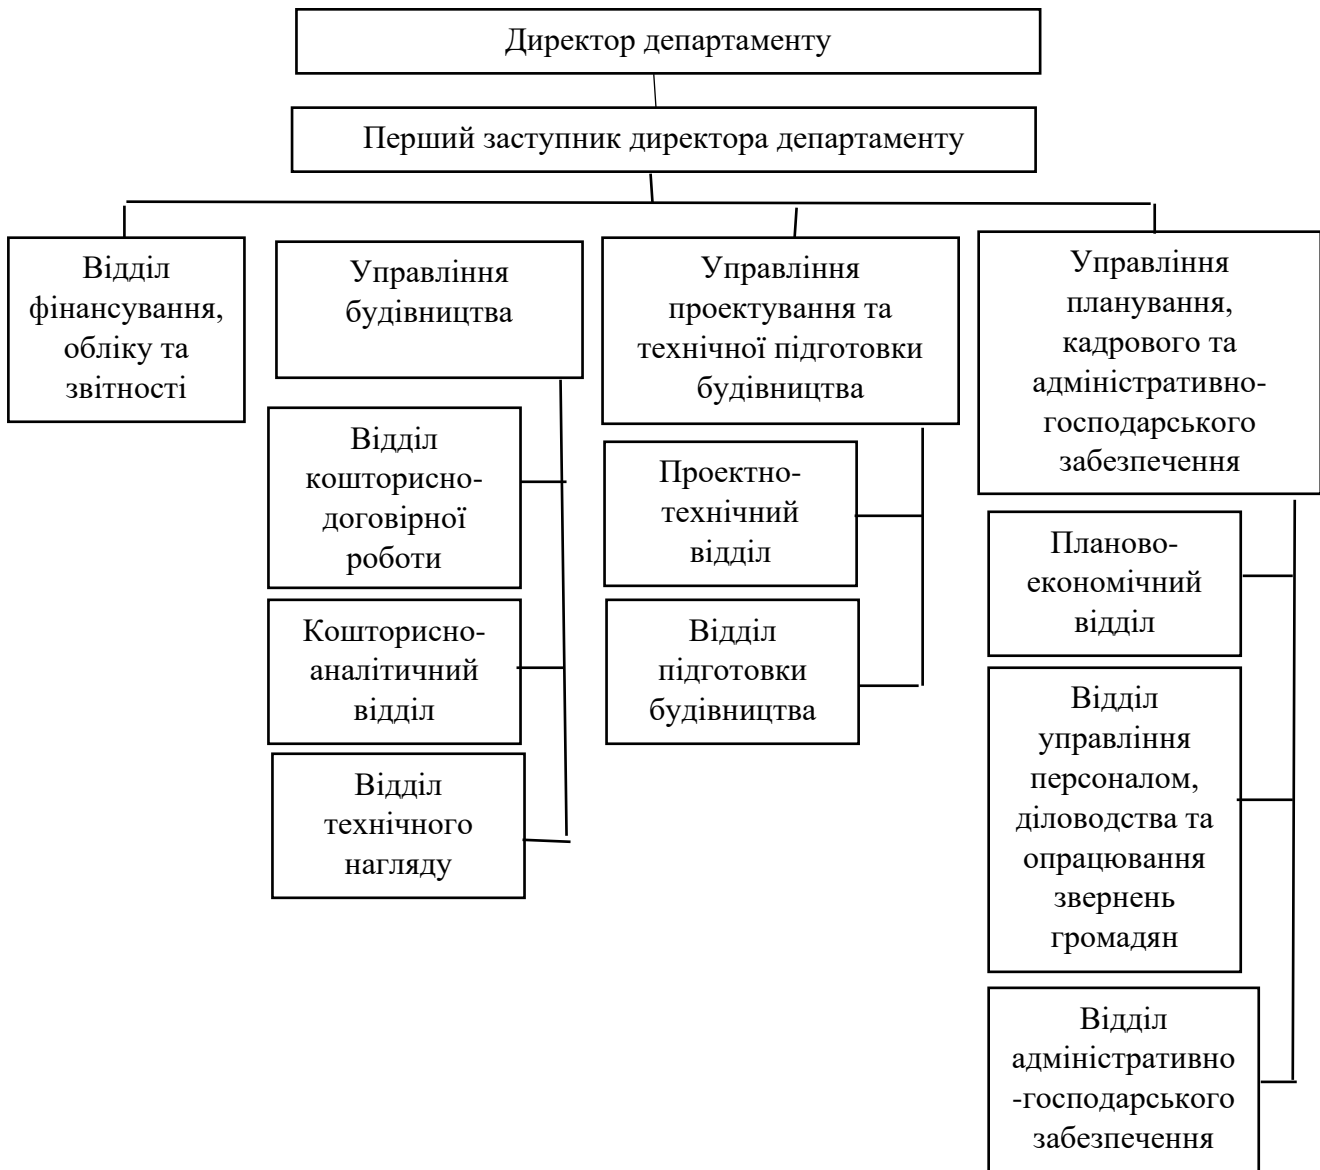 Директор департаменту
Перший заступник директора департаменту
Відділ
фінансування,
обліку та
звітності
Управління
будівництва
Відділ
кошторисно-
договірної
роботи
Кошторисно-
аналітичний
відділ
Відділ
технічного
нагляду
Управління
проектування та
технічної підготовки
будівництва
Проектно-
технічний
відділ
Відділ
підготовки
будівництва
Управління
планування,
кадрового та
адміністративно-
господарського
забезпечення
Планово-
економічний
відділ
Відділ
управління
персоналом,
діловодства та
опрацювання
звернень
громадян
Відділ
адміністративно
-господарського
забезпечення